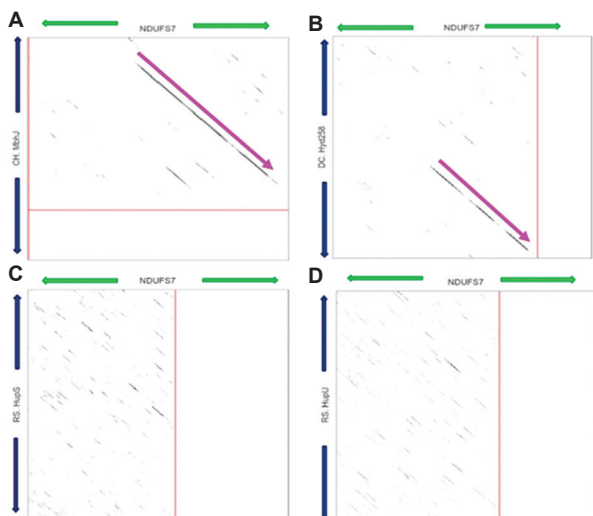 A
NDUFS7
CH. MbhJ
B
NDUFS7
DC. Hyd258
C
NDUFS7
RS. HupS
D
NDUFS7
RS. HupU